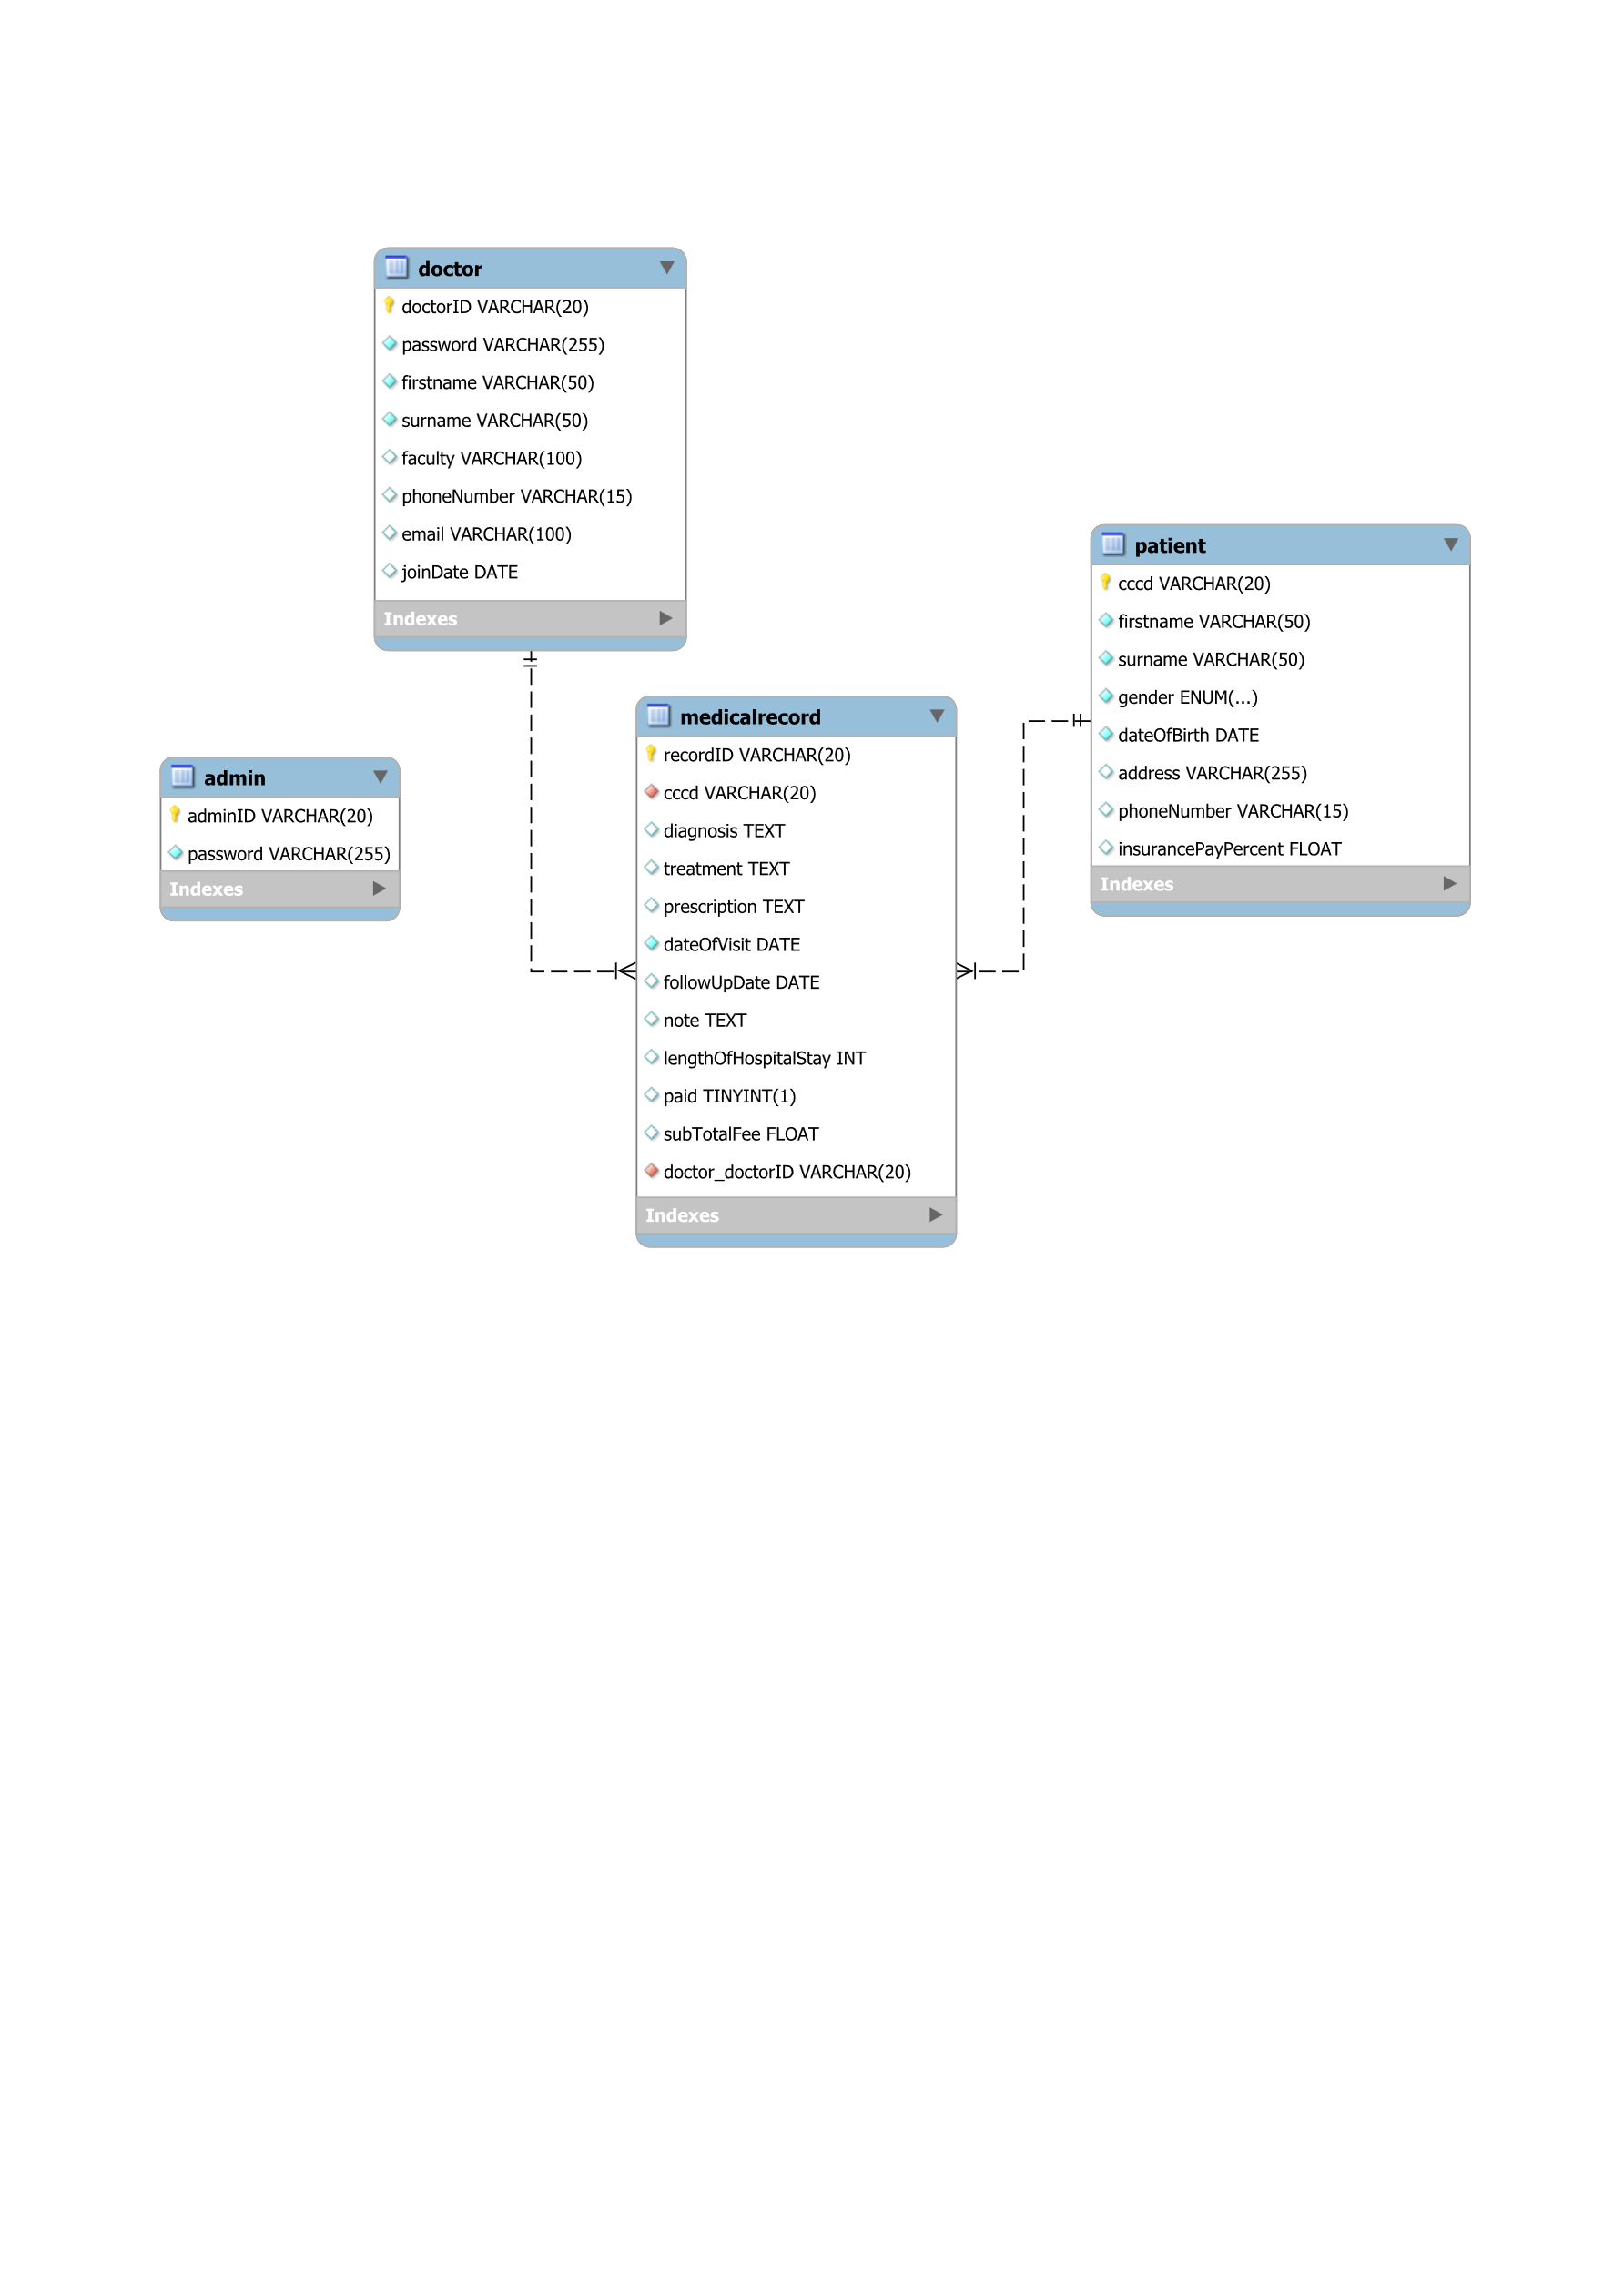 doctor
doctorID VARCHAR(20)
password VARCHAR(255)
firstname VARCHAR(50)
surname VARCHAR(50)
faculty VARCHAR(100)
phoneNumber VARCHAR(15)
email VARCHAR(100)
joinDate DATE
Indexes
patient
cccd VARCHAR(20)
firstname VARCHAR(50)
surname VARCHAR(50)
gender ENUM(...)
dateOfBirth DATE
address VARCHAR(255)
phoneNumber VARCHAR(15)
insurancePayPercent FLOAT
Indexes
medicalrecord
recordID VARCHAR(20)
cccd VARCHAR(20)
diagnosis TEXT
treatment TEXT
prescription TEXT
dateOfVisit DATE
followUpDate DATE
note TEXT
lengthOfHospitalStay INT
paid TINYINT(1)
subTotalFee FLOAT
doctor_doctorID VARCHAR(20)
Indexes
admin
adminID VARCHAR(20)
password VARCHAR(255)
Indexes